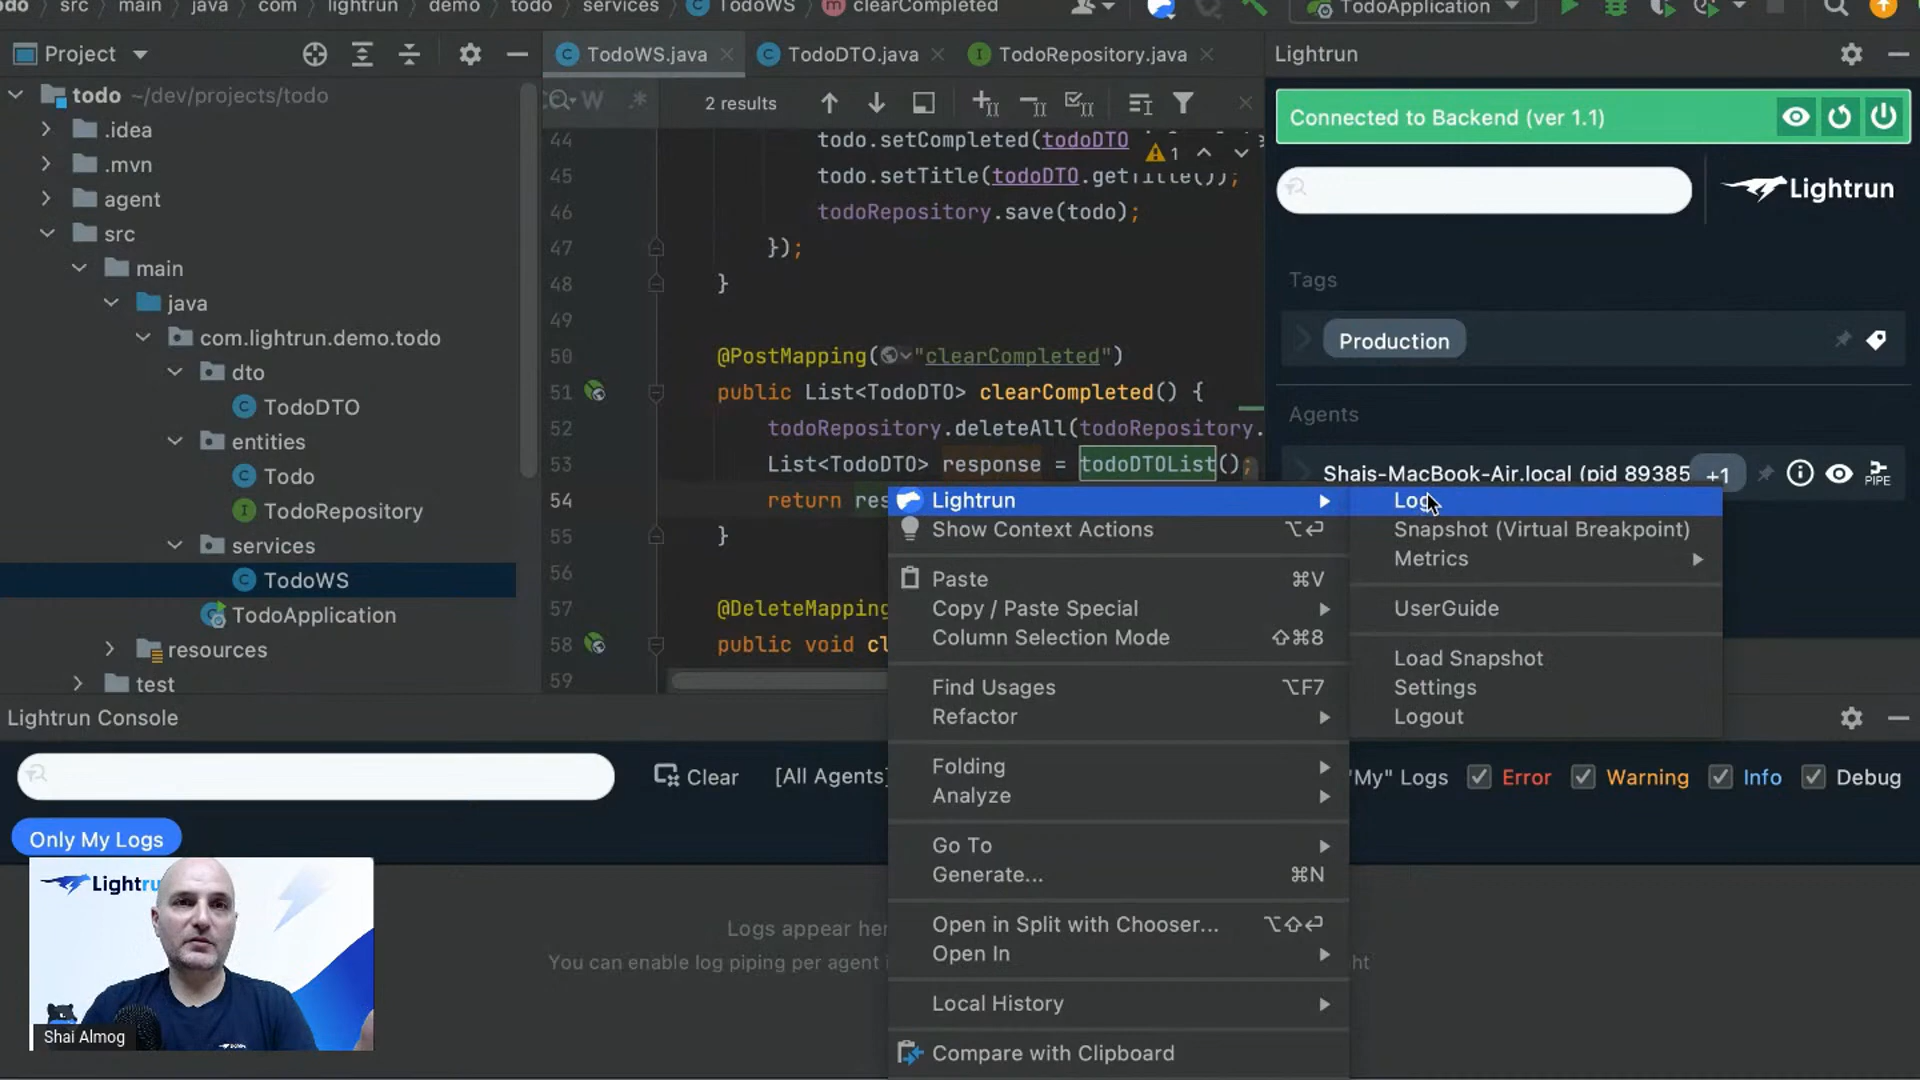 odo > src > main > java > com > lightrun > demo > todo > services > TodoWS > clearCompleted
TodoApplication
Project
TodoWS.java
TodoDTO.java
TodoRepository.java
Lightrun
todo ~/dev/projects/todo
.idea
.mvn
agent
src
main
java
com.lightrun.demo.todo
dto
TodoDTO
entities
Todo
TodoRepository
services
TodoWS
TodoApplication
resources
test
W .* 2 results
44 todo.setCompleted(todoDTO
1
45 todo.setTitle(todoDTO.getTitle());
46 todoRepository.save(todo);
47 });
48 }
49
50 @PostMapping("clearCompleted")
51 public List<TodoDTO> clearCompleted() {
52 todoRepository.deleteAll(todoRepository.
53 List<TodoDTO> response = todoDTOList();
54 return res
55 }
56
57 @DeleteMapping
58 public void cl
59
Connected to Backend (ver 1.1)
Lightrun
Tags
Production
Agents
Shais-MacBook-Air.local (pid 89385 +1
PIPE
Lightrun
Show Context Actions ⌥⏎
Paste ⌘V
Copy / Paste Special
Column Selection Mode ⇧⌘8
Find Usages ⌥F7
Refactor
Folding
Analyze
Go To
Generate... ⌘N
Open in Split with Chooser... ⌥⇧⏎
Open In
Local History
Compare with Clipboard
Log
Snapshot (Virtual Breakpoint)
Metrics
UserGuide
Load Snapshot
Settings
Logout
Lightrun Console
Clear [All Agents]
"My" Logs Error Warning Info Debug
Only My Logs
Logs appear her
You can enable log piping per agent i
ht
Lightru
Shai Almog